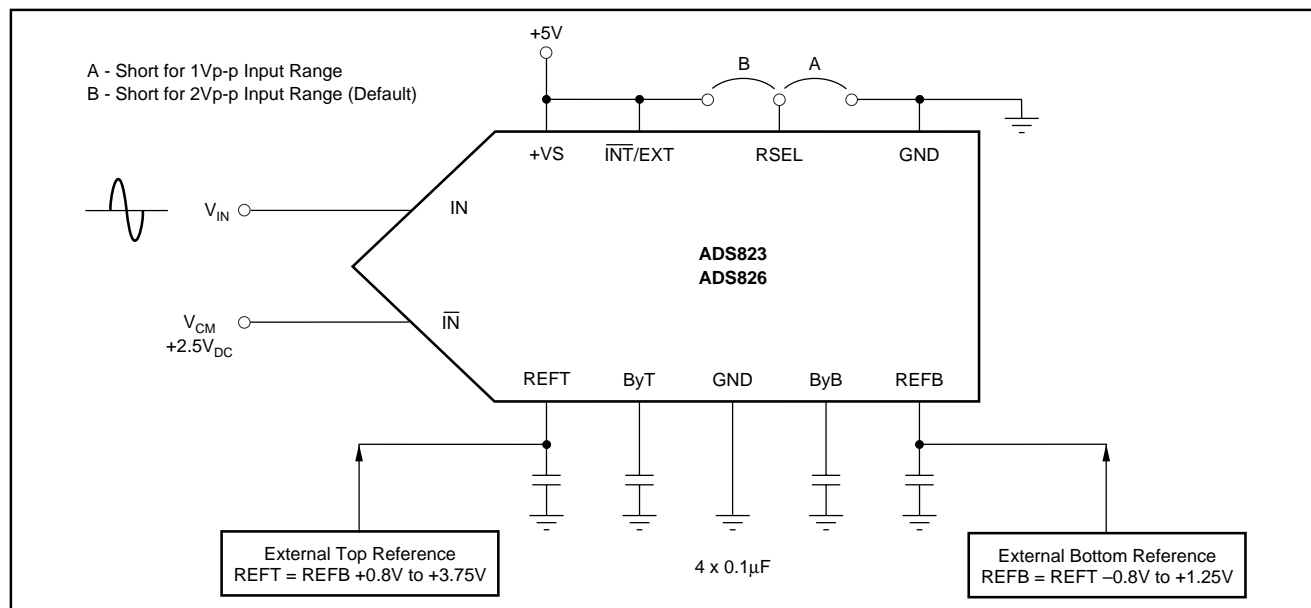 +5V
A - Short for 1Vp-p Input Range
B - Short for 2Vp-p Input Range (Default)
B
A
+VS
I̅N̅T̅/EXT
RSEL
GND
V_IN
IN
ADS823
ADS826
V_CM
+2.5V_DC
I̅N̅
REFT
ByT
GND
ByB
REFB
External Top Reference
REFT = REFB +0.8V to +3.75V
4 x 0.1µF
External Bottom Reference
REFB = REFT –0.8V to +1.25V